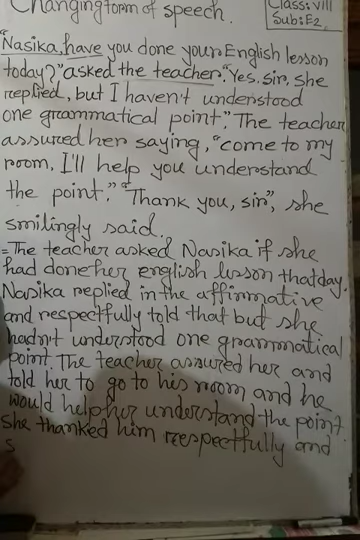 Changing form of speech.
Class: VIII
Sub: E2
"Nasika, have you done your English lesson
today?" asked the teacher. "Yes, sir, she
replied, but I haven't understood
one grammatical point." The teacher
assured her saying, "come to my
room, I'll help you understand
the point." "Thank you, sir", she
smilingly said.
= The teacher asked Nasika if she
had done her english lesson that day.
Nasika replied in the affirmative
and respectfully told that but she
hadn't understood one grammatical
point. The teacher assured her and
told her to go to his room and he
would help her understand the point.
She thanked him respectfully and
s